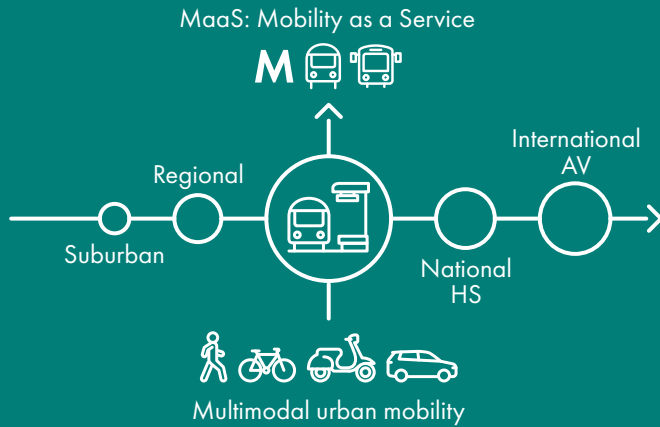 MaaS: Mobility as a Service
M
International
AV
Regional
Suburban
National
HS
Multimodal urban mobility